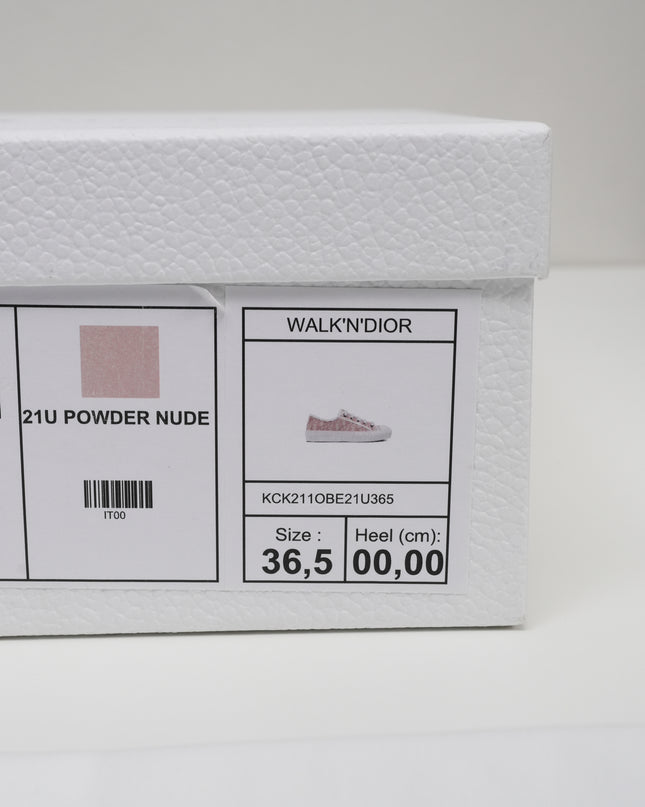 21U POWDER NUDE
IT00
WALK'N'DIOR
KCK211OBE21U365
Size :
36,5
Heel (cm):
00,00